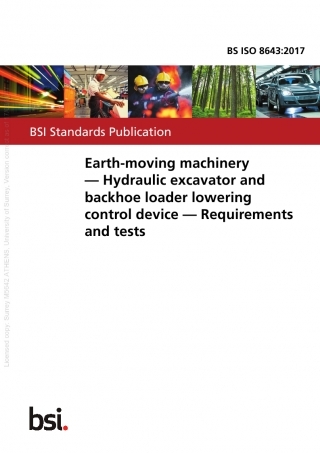 BS ISO 8643:2017
BSI Standards Publication
Earth-moving machinery
— Hydraulic excavator and
backhoe loader lowering
control device — Requirements
and tests
bsi.